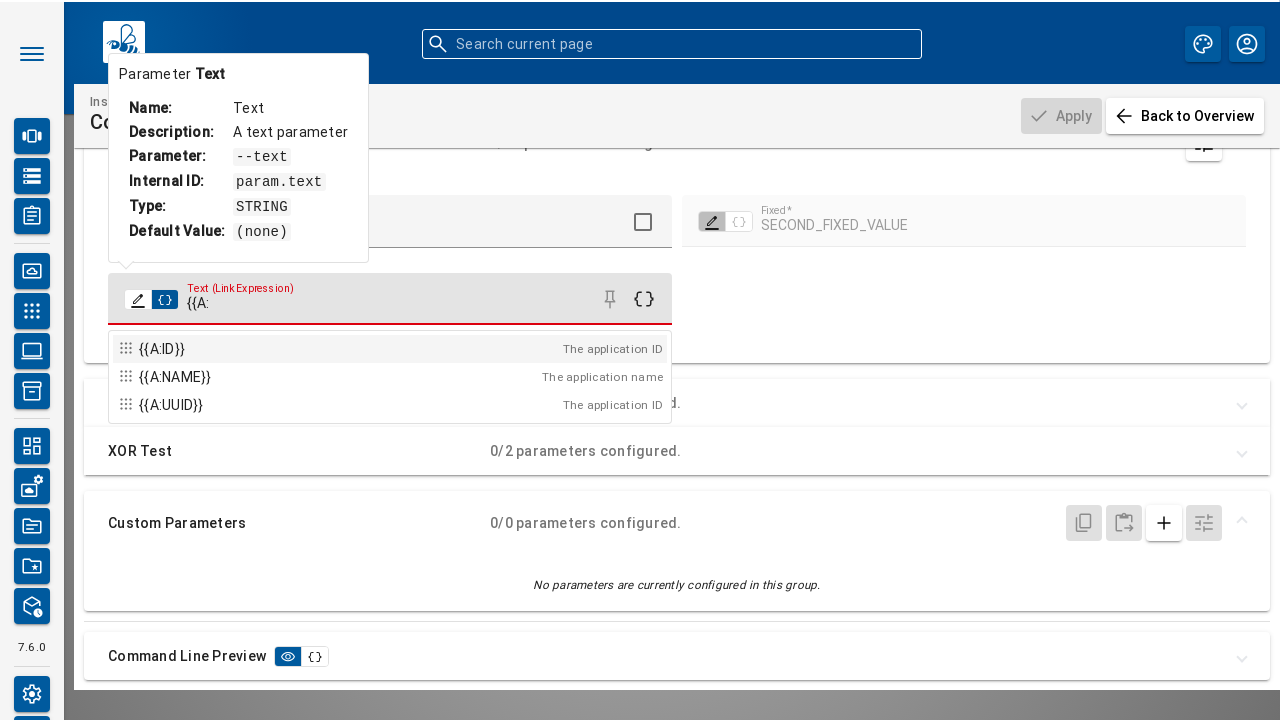 Search current page
Parameter Text
Name: Text
Description: A text parameter
Parameter: --text
Internal ID: param.text
Type: STRING
Default Value: (none)
Apply
Back to Overview
Fixed*
SECOND_FIXED_VALUE
Text (Link Expression)
{{A:
{{A:ID}} The application ID
{{A:NAME}} The application name
{{A:UUID}} The application ID
XOR Test 0/2 parameters configured.
Custom Parameters 0/0 parameters configured.
No parameters are currently configured in this group.
7.6.0
Command Line Preview